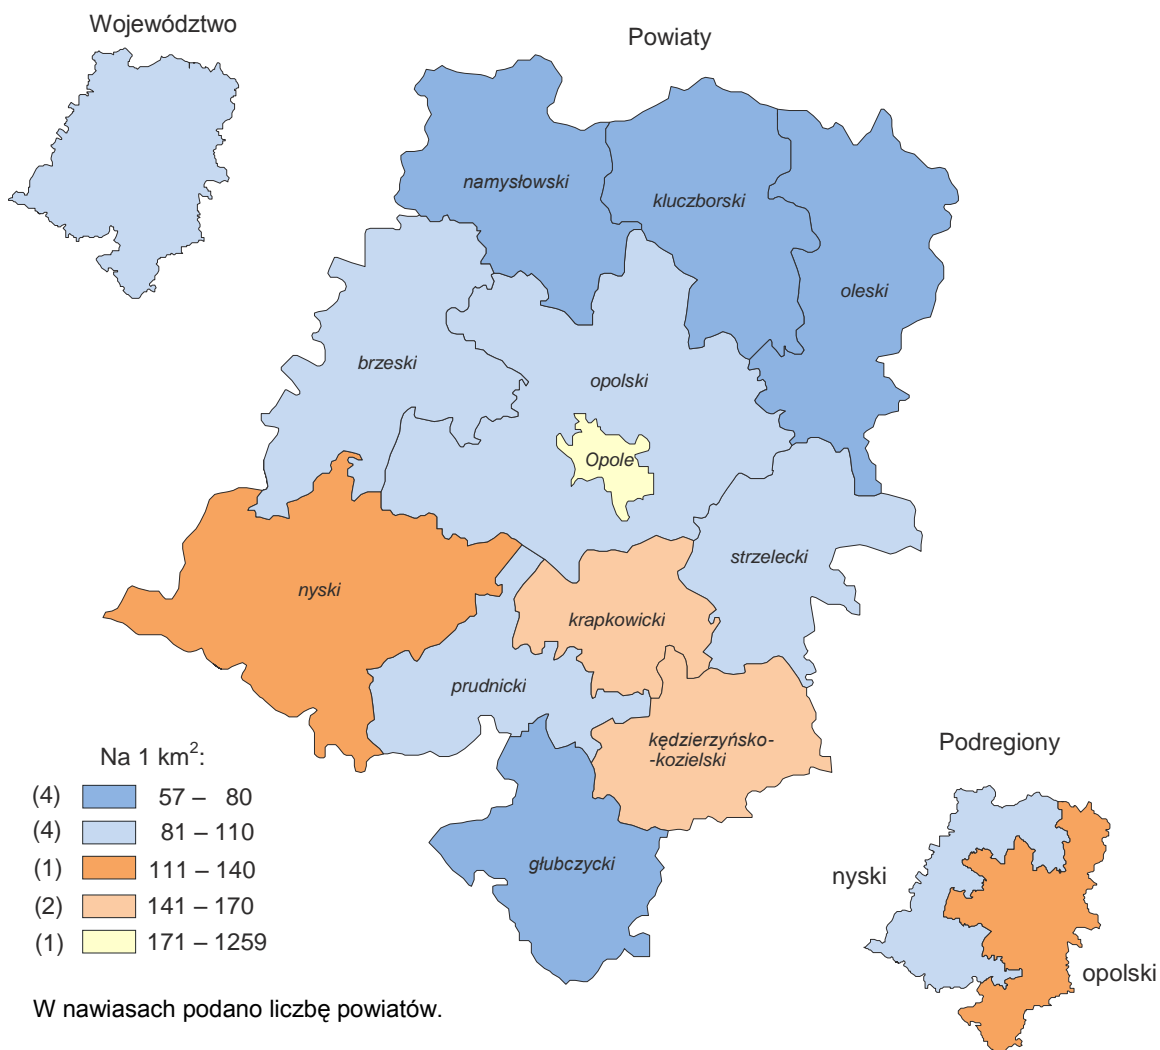 Województwo
Powiaty
namysłowski
kluczborski
oleski
brzeski
opolski
Opole
strzelecki
nyski
krapkowicki
prudnicki
kędzierzyńsko-
-kozielski
głubczycki
Na 1 km²:
(4) 57 – 80
(4) 81 – 110
(1) 111 – 140
(2) 141 – 170
(1) 171 – 1259
W nawiasach podano liczbę powiatów.
Podregiony
nyski
opolski